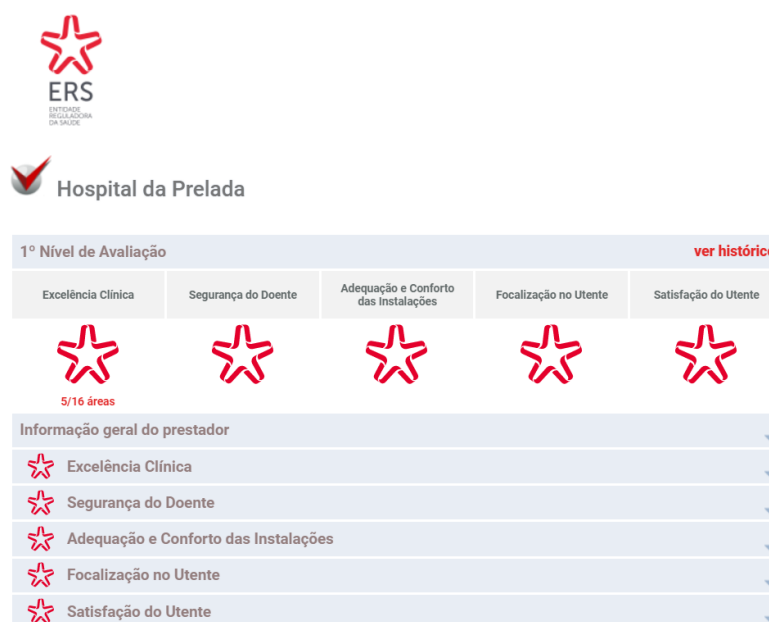 ERS
ENTIDADE
REGULADORA
DA SAÚDE
Hospital da Prelada
1º Nível de Avaliação
ver histórico
Excelência Clínica
Segurança do Doente
Adequação e Conforto
das Instalações
Focalização no Utente
Satisfação do Utente
5/16 áreas
Informação geral do prestador
Excelência Clínica
Segurança do Doente
Adequação e Conforto das Instalações
Focalização no Utente
Satisfação do Utente